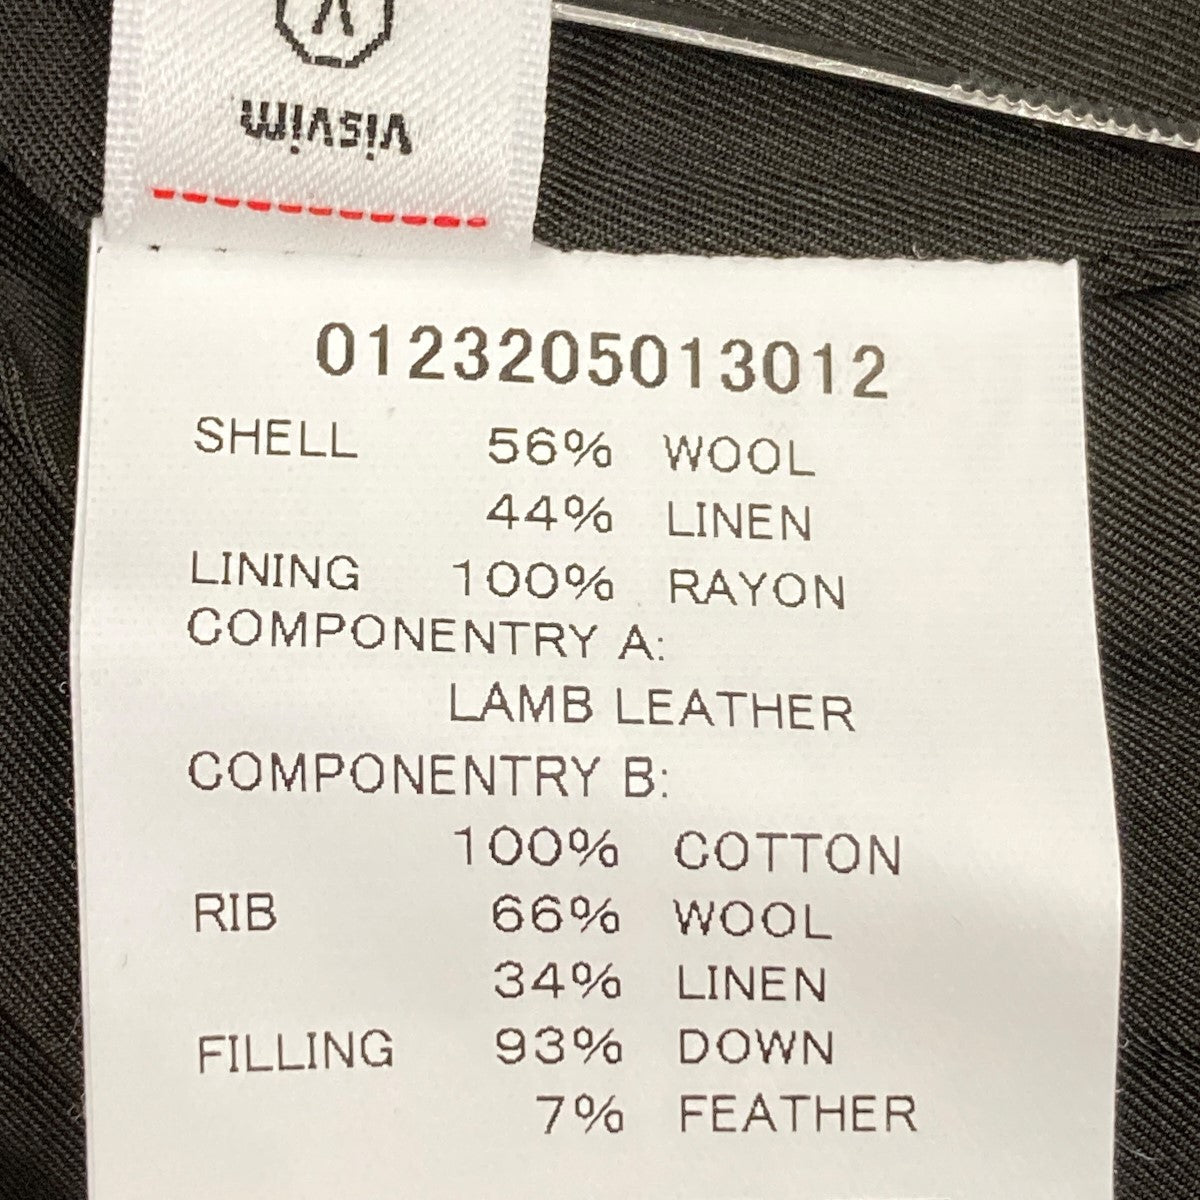 visvim
0123205013012
SHELL 56% WOOL
44% LINEN
LINING 100% RAYON
COMPONENTRY A:
LAMB LEATHER
COMPONENTRY B:
100% COTTON
RIB 66% WOOL
34% LINEN
FILLING 93% DOWN
7% FEATHER